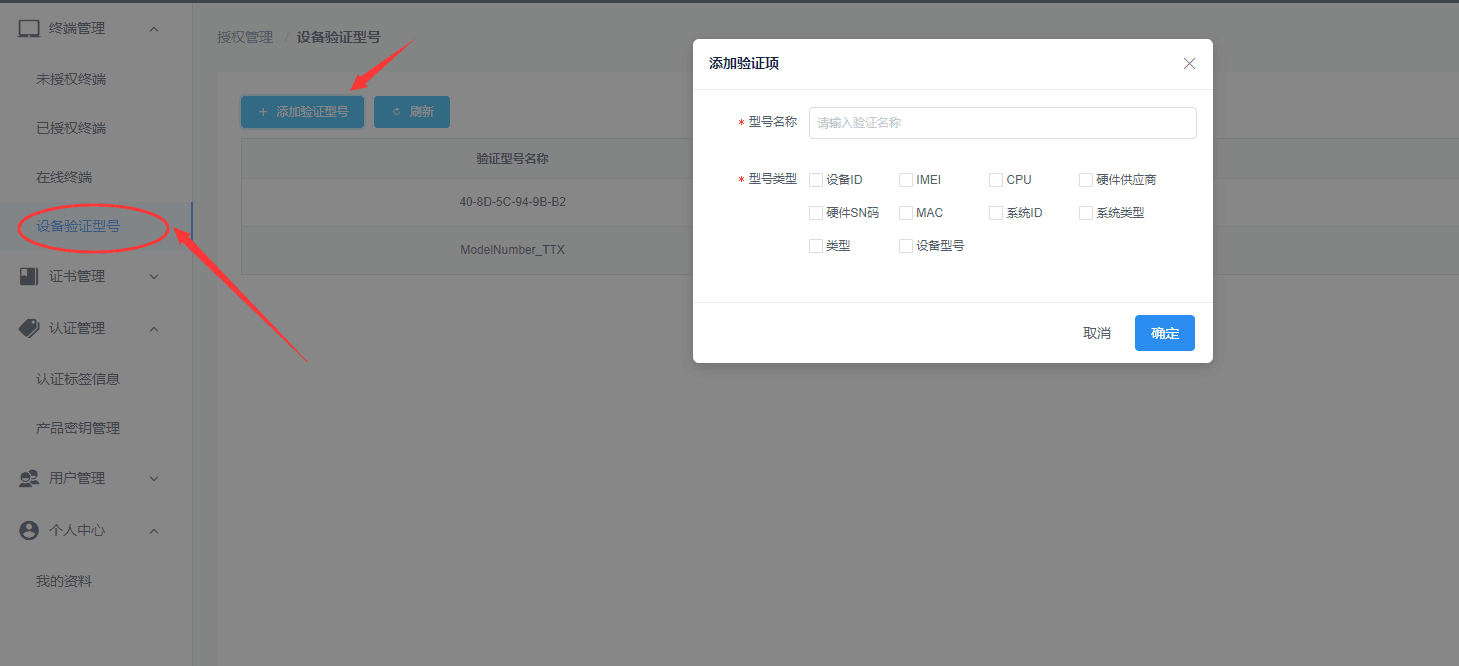 终端管理
未授权终端
已授权终端
在线终端
设备验证型号
证书管理
认证管理
认证标签信息
产品密钥管理
用户管理
个人中心
我的资料
授权管理 / 设备验证型号
+ 添加验证型号 刷新
验证型号名称
40-8D-5C-94-9B-B2
ModelNumber_TTX
添加验证项
* 型号名称 请输入验证名称
* 型号类型 设备ID IMEI CPU 硬件供应商
硬件SN码 MAC 系统ID 系统类型
类型 设备型号
取消 确定